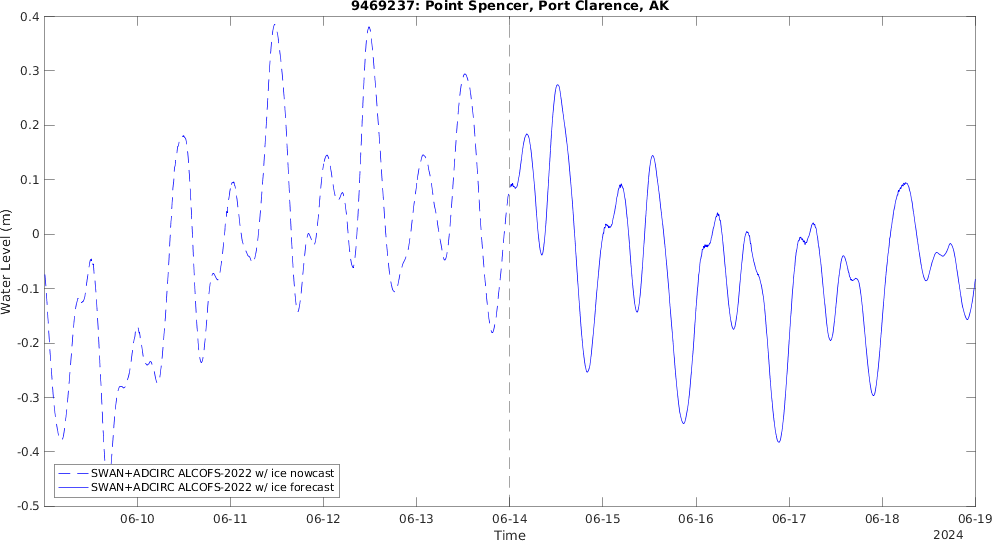 9469237: Point Spencer, Port Clarence, AK
0.4
0.3
0.2
0.1
0
-0.1
-0.2
-0.3
-0.4
-0.5
Water Level (m)
SWAN+ADCIRC ALCOFS-2022 w/ ice nowcast
SWAN+ADCIRC ALCOFS-2022 w/ ice forecast
06-10 06-11 06-12 06-13 06-14 06-15 06-16 06-17 06-18 06-19
Time
2024